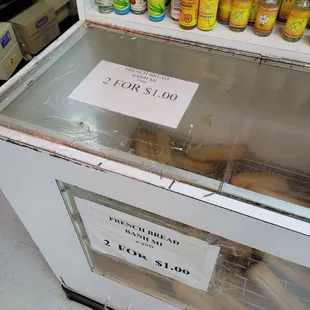 FRENCH BREAD
BANH MI
2 FOR $1.00
FRENCH BREAD
BANH MI
2 FOR $1.00